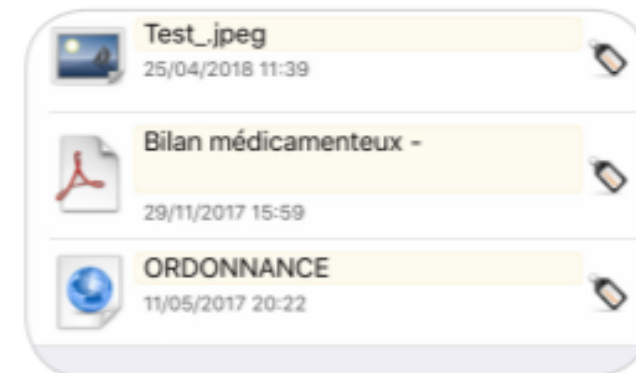 Test_.jpeg
25/04/2018 11:39
Bilan médicamenteux -
29/11/2017 15:59
ORDONNANCE
11/05/2017 20:22